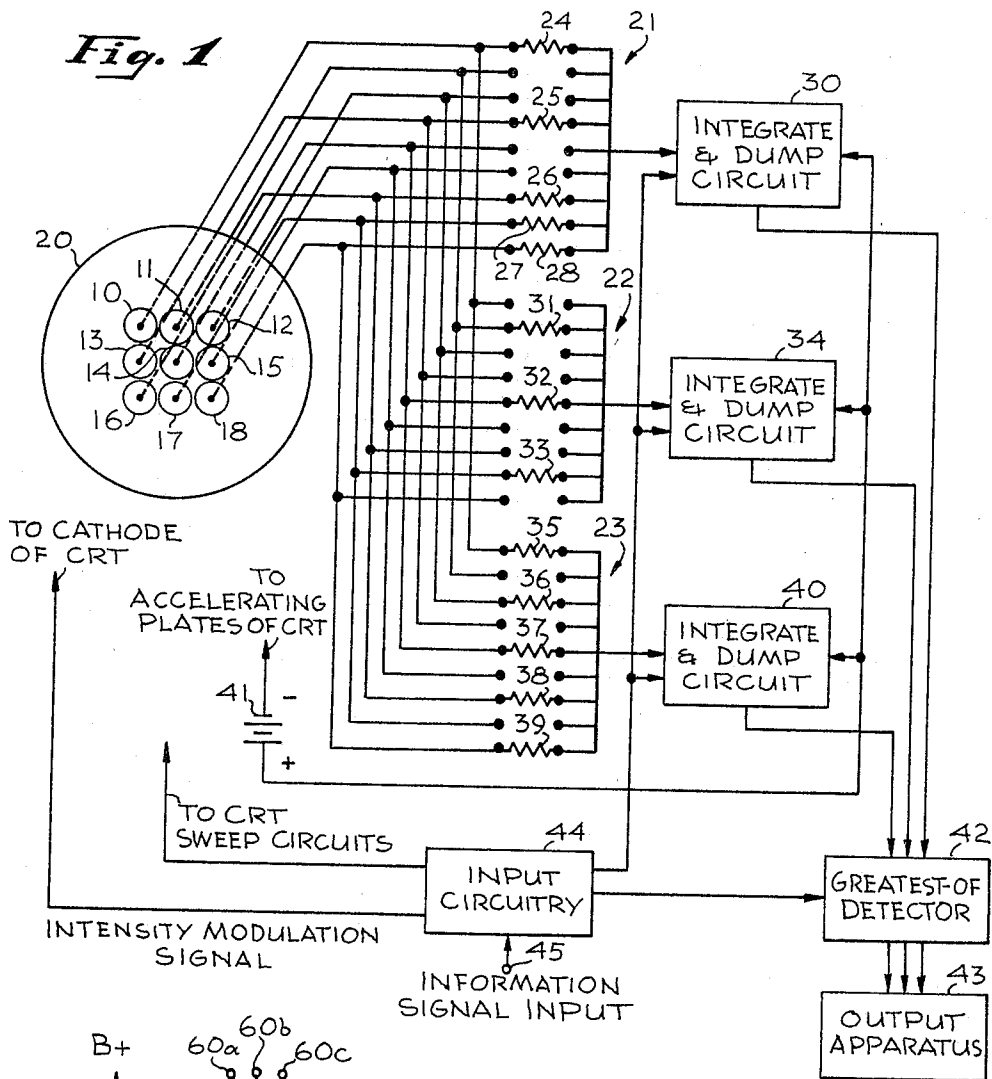 Fig. 1
24
21
25
26
27
28
30
INTEGRATE
& DUMP
CIRCUIT
20
10
11
12
13
14
15
16
17
18
22
31
32
33
34
INTEGRATE
& DUMP
CIRCUIT
TO CATHODE
OF CRT
TO
ACCELERATING
PLATES OF CRT
41
-
+
35
23
36
37
38
39
40
INTEGRATE
& DUMP
CIRCUIT
TO CRT
SWEEP CIRCUITS
44
INPUT
CIRCUITRY
42
GREATEST-OF
DETECTOR
INTENSITY MODULATION
SIGNAL
45
INFORMATION
SIGNAL INPUT
43
OUTPUT
APPARATUS
B+
60a
60b
60c